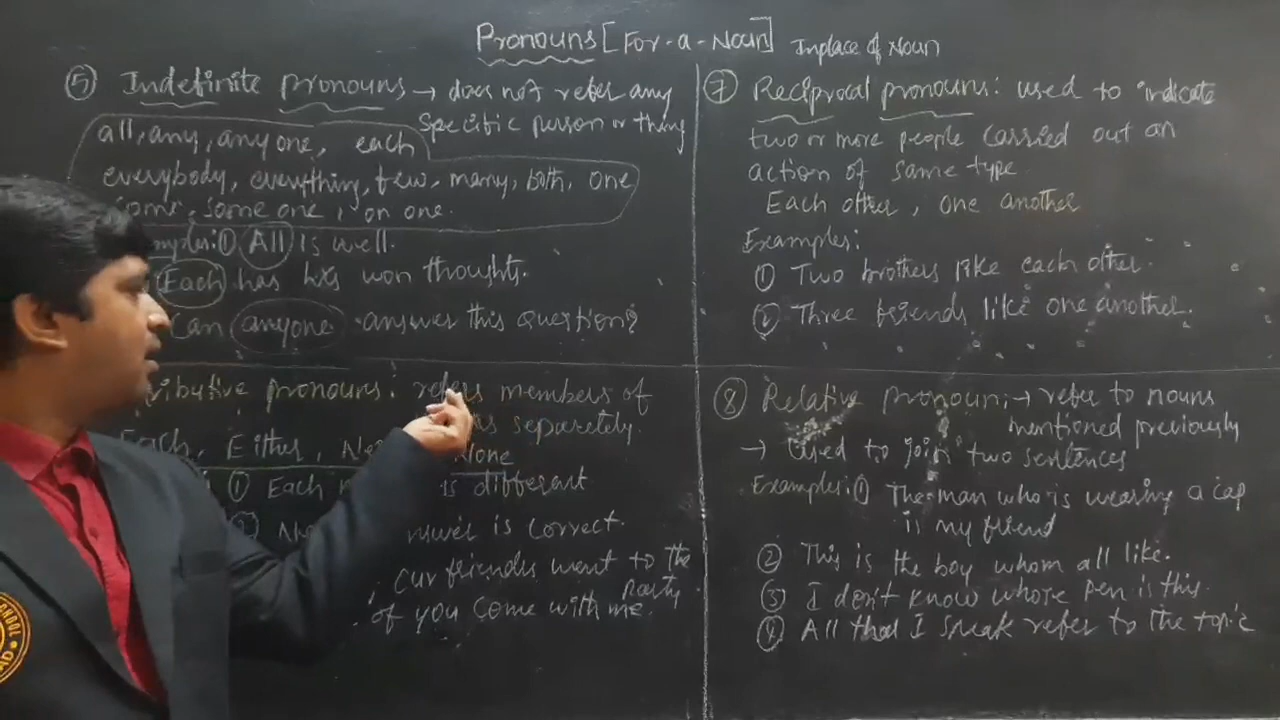 Pronouns [For-a-Noun] Inplace of Noun
⑤ Indefinite pronouns → does not refer any
specific person or thing
all, any, any one, each
everybody, everything, few, many, both, one
some, some one, on one.
mples: ① All is well.
Each has his won thoughts.
Can anyone answer this question?
ributive pronouns: refers members of
separetely.
Each, Either, None
① Each is different
is correct.
friends went to the
party
of you come with me.
⑦ Reciprocal pronouns: used to indicate
two or more people carried out an
action of same type.
Each other, one another
Examples:
① Two brothers like each other.
② Three friends like one another.
⑧ Relative pronoun: → refer to nouns
mentioned previously
→ Used to join two sentences
Examples: ① The man who is wearing a cap
is my friend
② This is the boy whom all like.
③ I don't know whose pen is this.
④ All that I speak refer to the topic